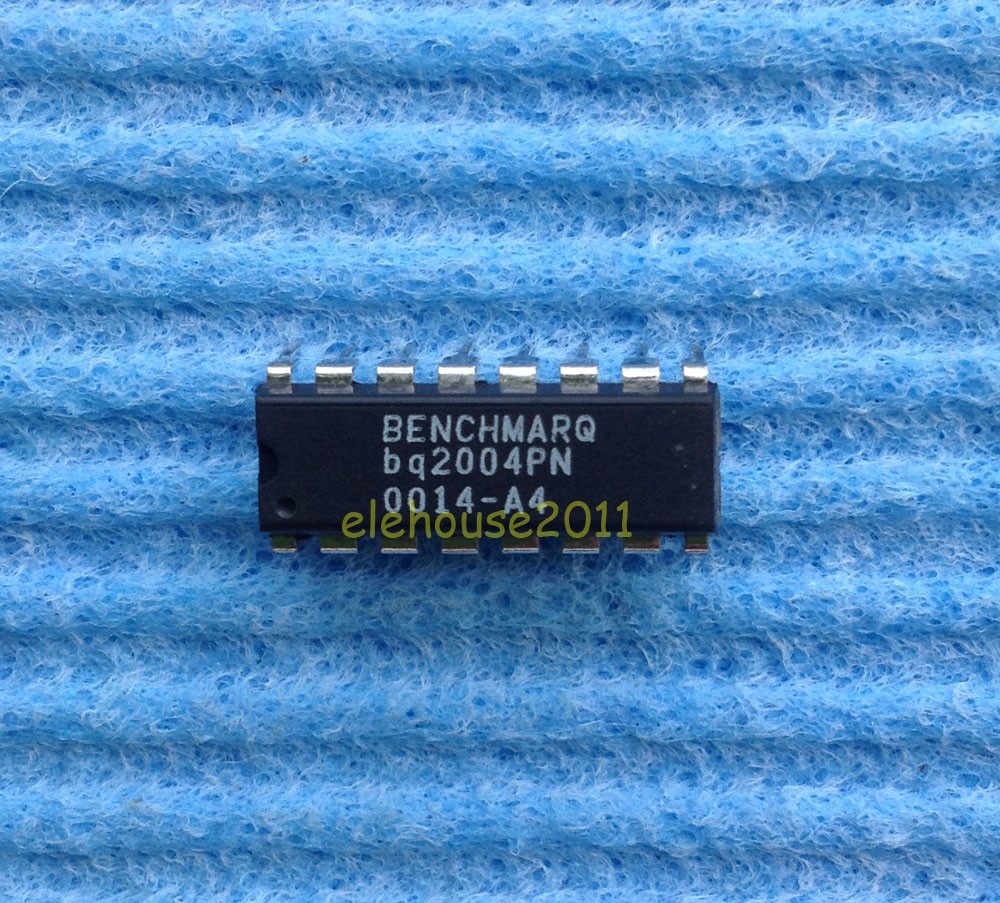 BENCHMARQ
bq2004PN
0014-A4
elehouse2011